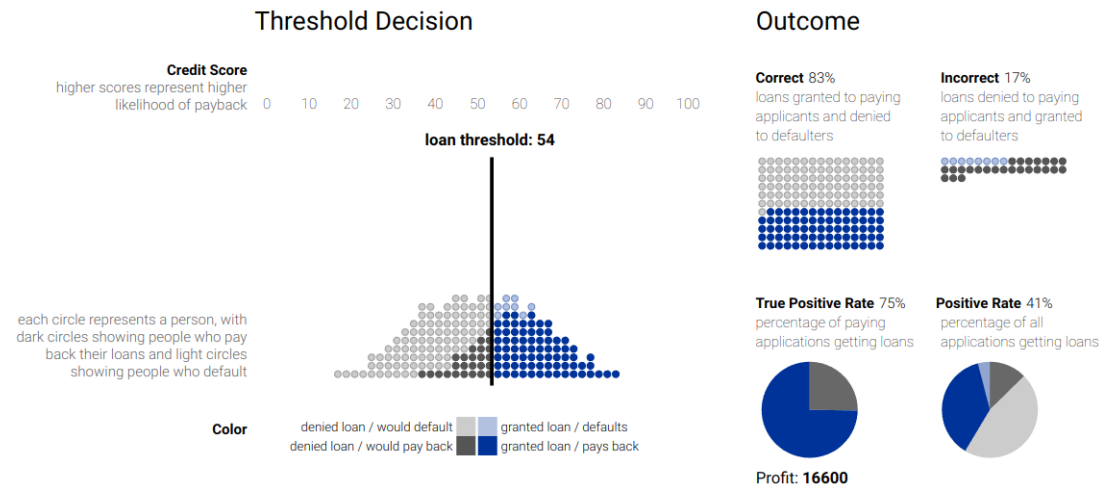 Threshold Decision
Credit Score
higher scores represent higher
likelihood of payback
0 10 20 30 40 50 60 70 80 90 100
loan threshold: 54
each circle represents a person, with
dark circles showing people who pay
back their loans and light circles
showing people who default
Color
denied loan / would default
granted loan / defaults
denied loan / would pay back
granted loan / pays back
Outcome
Correct 83%
loans granted to paying
applicants and denied
to defaulters
Incorrect 17%
loans denied to paying
applicants and granted
to defaulters
True Positive Rate 75%
percentage of paying
applications getting loans
Positive Rate 41%
percentage of all
applications getting loans
Profit: 16600